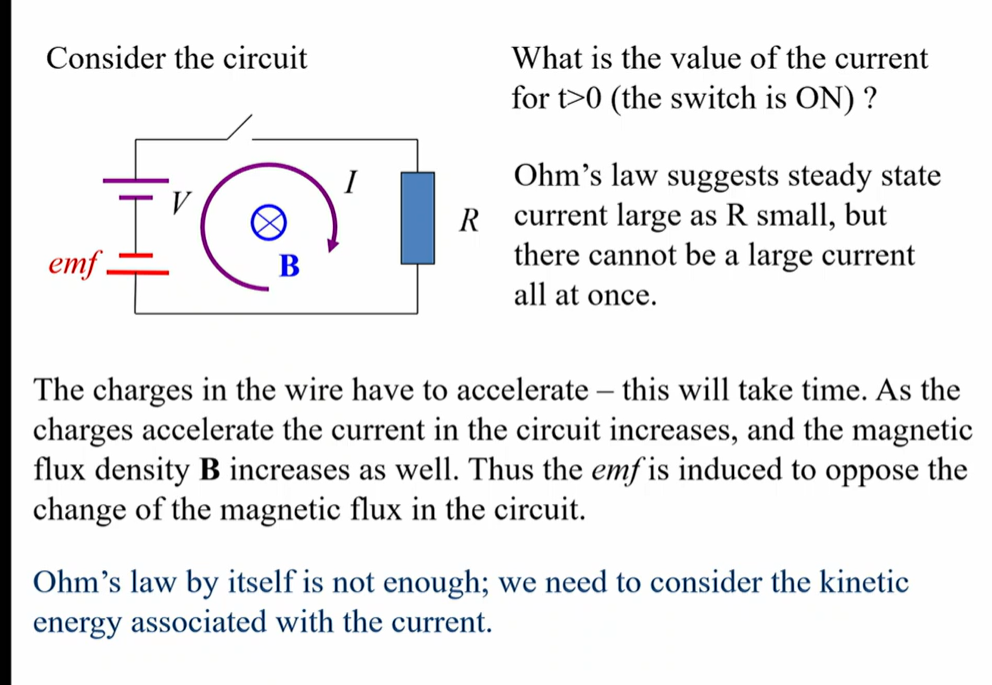 Consider the circuit
What is the value of the current
for t>0 (the switch is ON) ?
V
I
R
emf
B
Ohm’s law suggests steady state
current large as R small, but
there cannot be a large current
all at once.
The charges in the wire have to accelerate – this will take time. As the
charges accelerate the current in the circuit increases, and the magnetic
flux density B increases as well. Thus the emf is induced to oppose the
change of the magnetic flux in the circuit.
Ohm’s law by itself is not enough; we need to consider the kinetic
energy associated with the current.